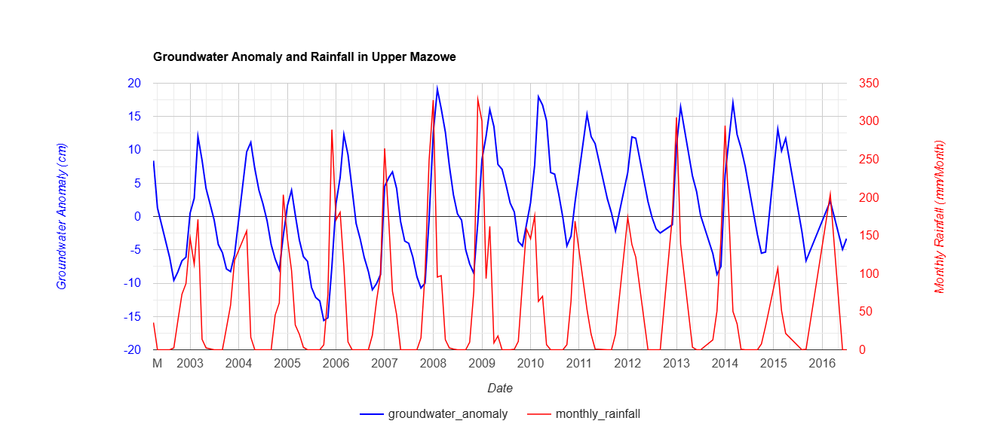 Groundwater Anomaly and Rainfall in Upper Mazowe
20 350
15 300
10 250
5 200
0 150
-5 100
-10 50
-15 0
-20
Groundwater Anomaly (cm)
Monthly Rainfall (mm/Month)
M 2003 2004 2005 2006 2007 2008 2009 2010 2011 2012 2013 2014 2015 2016
Date
groundwater_anomaly monthly_rainfall